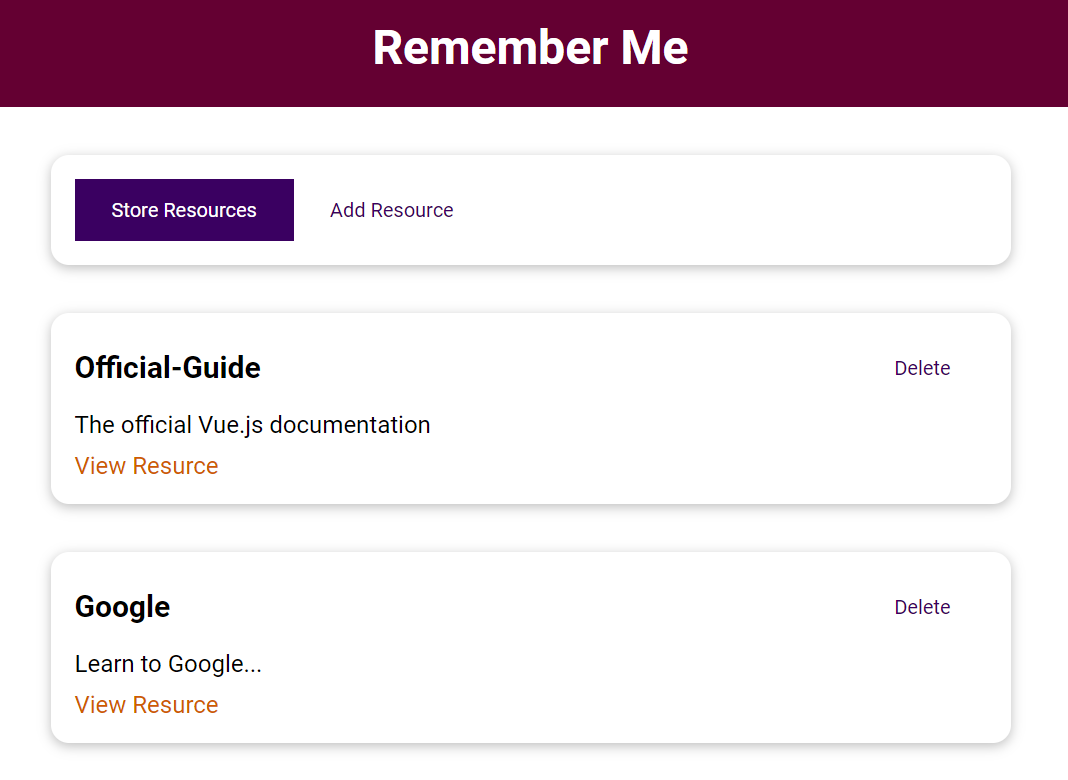 Remember Me
Store Resources Add Resource
Official-Guide Delete
The official Vue.js documentation
View Resurce
Google Delete
Learn to Google...
View Resurce